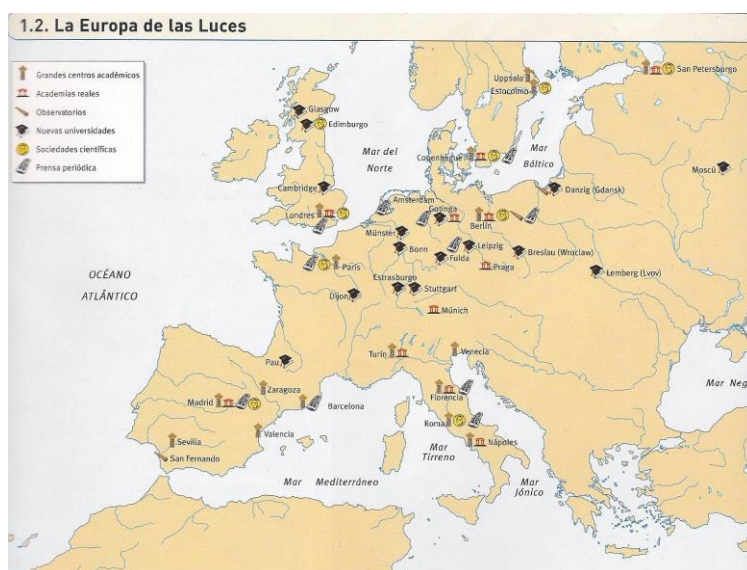 1.2. La Europa de las Luces
Grandes centros académicos
Academias reales
Observatorios
Nuevas universidades
Sociedades científicas
Prensa periódica
Uppsala
Estocolmo
San Petersburgo
Glasgow
Edimburgo
Mar del
Norte
Copenhague
Mar
Báltico
Moscú
Cambridge
Amsterdam
Danzig (Gdansk)
Londres
Gotinga
Berlín
Münster
Bonn
Leipzig
Fulda
Breslau (Wroclaw)
OCÉANO
ATLÁNTICO
París
Praga
Lemberg (Lvov)
Estrasburgo
Dijon
Stuttgart
Múnich
Turín
Venecia
Pau
Mar Neg
Zaragoza
Florencia
Madrid
Barcelona
Roma
Valencia
Nápoles
Sevilla
San Fernando
Mar
Tirreno
Mar Mediterráneo
Mar
Jónico